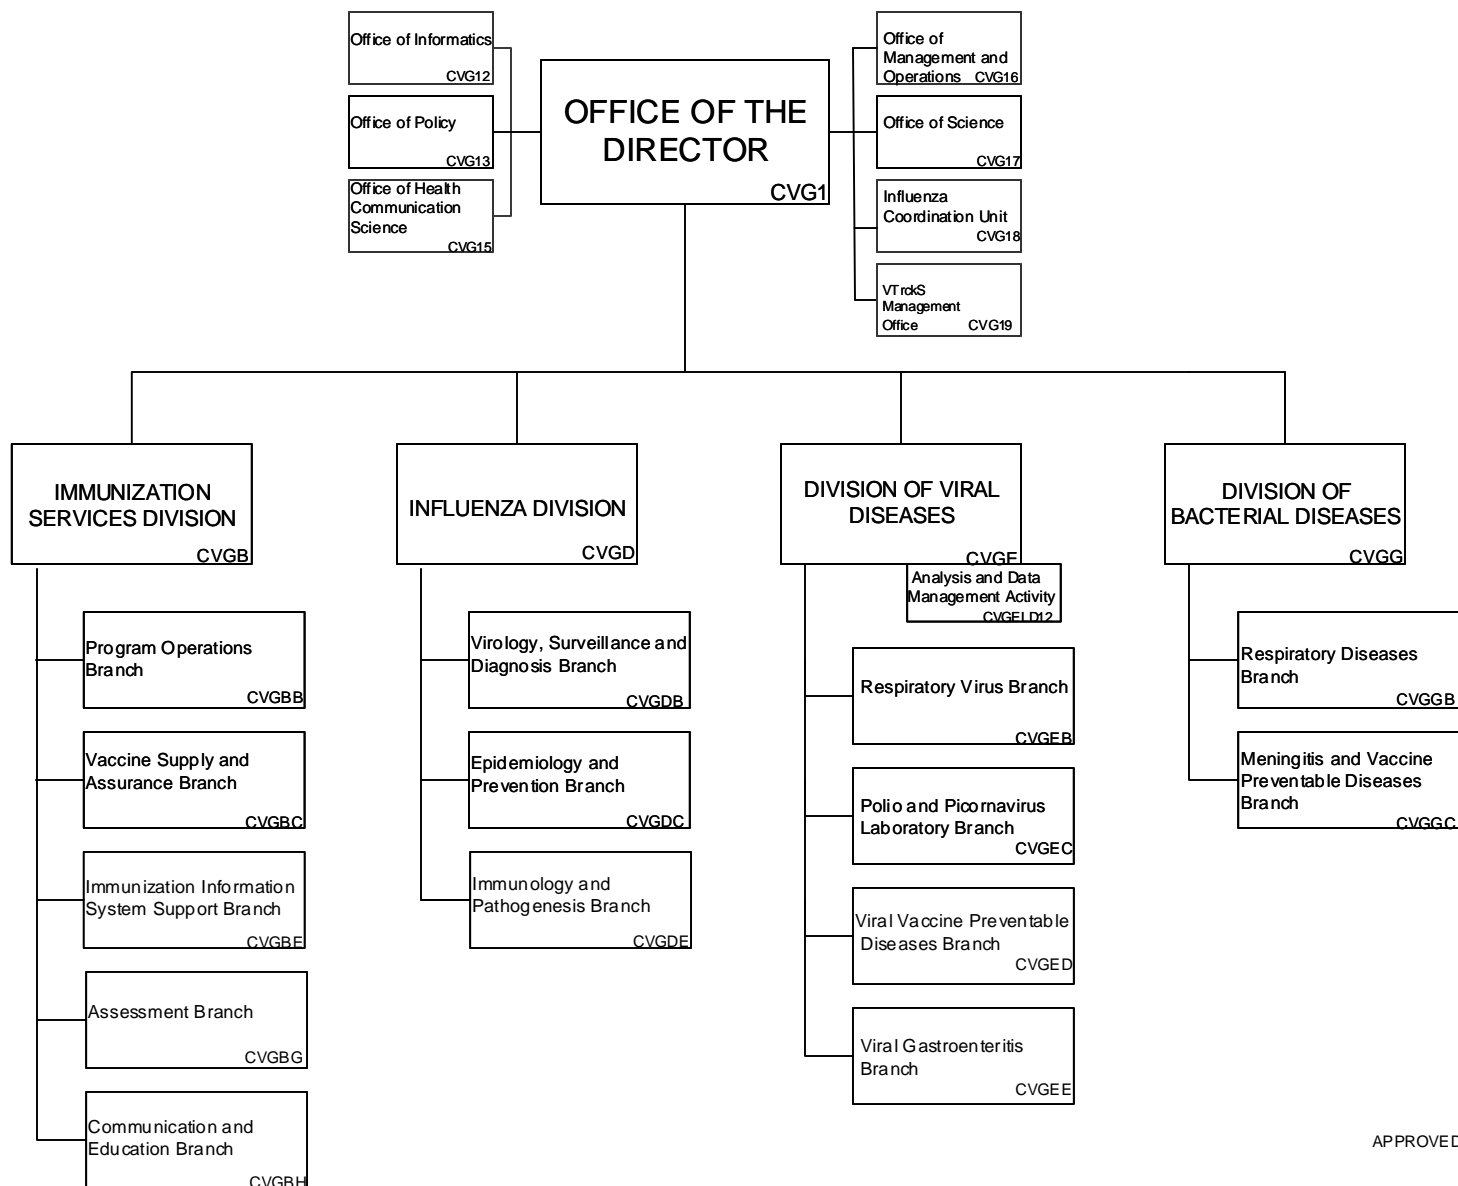 Office of Informatics
CVG12
Office of Policy
CVG13
Office of Health
Communication
Science
CVG15
OFFICE OF THE
DIRECTOR
CVG1
Office of
Management and
Operations CVG16
Office of Science
CVG17
Influenza
Coordination Unit
CVG18
VTrckS
Management
Office CVG19
IMMUNIZATION
SERVICES DIVISION
CVGB
Program Operations
Branch
CVGBB
Vaccine Supply and
Assurance Branch
CVGBC
Immunization Information
System Support Branch
CVGBE
Assessment Branch
CVGBG
Communication and
Education Branch
CVGBH
INFLUENZA DIVISION
CVGD
Virology, Surveillance and
Diagnosis Branch
CVGDB
Epidemiology and
Prevention Branch
CVGDC
Immunology and
Pathogenesis Branch
CVGDE
DIVISION OF VIRAL
DISEASES
CVGE
Analysis and Data
Management Activity
CVGELD12
Respiratory Virus Branch
CVGEB
Polio and Picornavirus
Laboratory Branch
CVGEC
Viral Vaccine Preventable
Diseases Branch
CVGED
Viral Gastroenteritis
Branch
CVGEE
DIVISION OF
BACTERIAL DISEASES
CVGG
Respiratory Diseases
Branch
CVGGB
Meningitis and Vaccine
Preventable Diseases
Branch
CVGGC
APPROVED